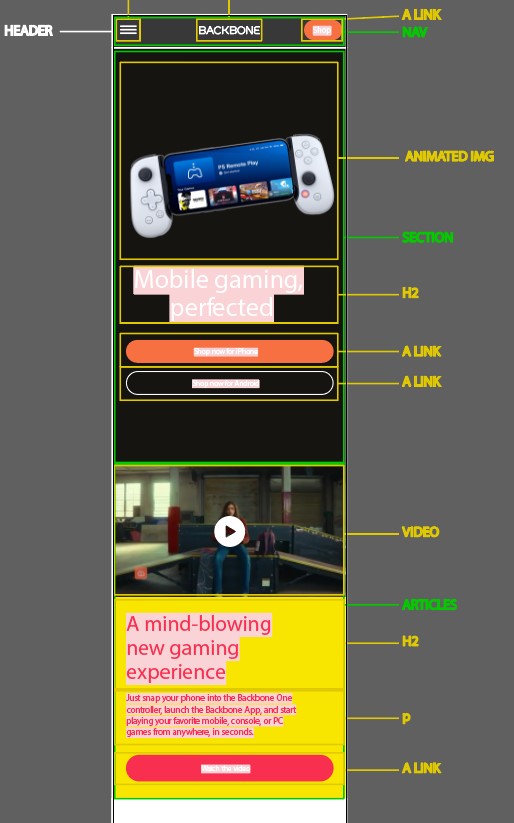 A LINK
HEADER
BACKBONE
Shop
NAV
PS Remote Play
ANIMATED IMG
SECTION
Mobile gaming,
perfected
H2
Shop now for iPhone
A LINK
Shop now for Android
A LINK
VIDEO
ARTICLES
A mind-blowing
new gaming
experience
H2
Just snap your phone into the Backbone One
controller, launch the Backbone App, and start
playing your favorite mobile, console, or PC
games from anywhere, in seconds.
P
Watch the video
A LINK